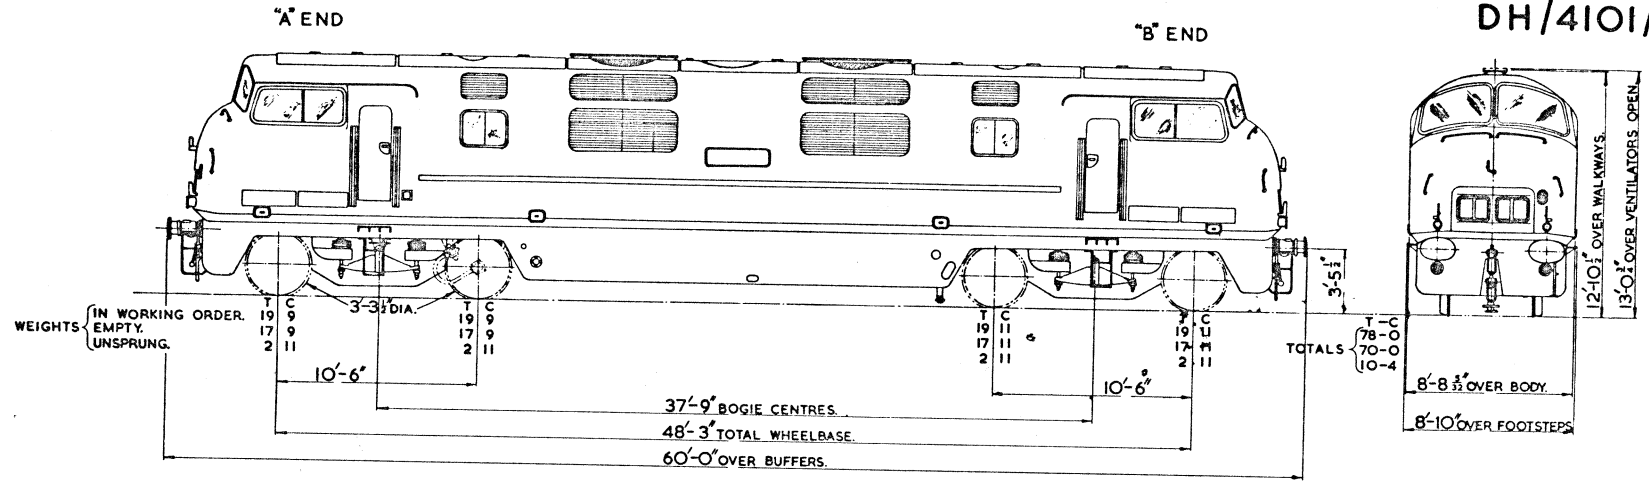 "A" END
"B" END
DH/4101/
WEIGHTS
IN WORKING ORDER.
EMPTY.
UNSPRUNG.
T C
19 9
17 9
2 11
3'-3½" DIA.
T C
19 9
17 9
2 11
T C
19 11
17 11
2 11
T C
19 11
17 11
2 11
3'-5½"
TOTALS
T-C
78-0
70-0
10-4
12'-10½" OVER WALKWAYS.
13'-0¾" OVER VENTILATORS OPEN.
10'-6"
10'-6"
37'-9" BOGIE CENTRES.
48'-3" TOTAL WHEELBASE.
60'-0" OVER BUFFERS.
8'-8 5/32" OVER BODY.
8'-10" OVER FOOTSTEPS